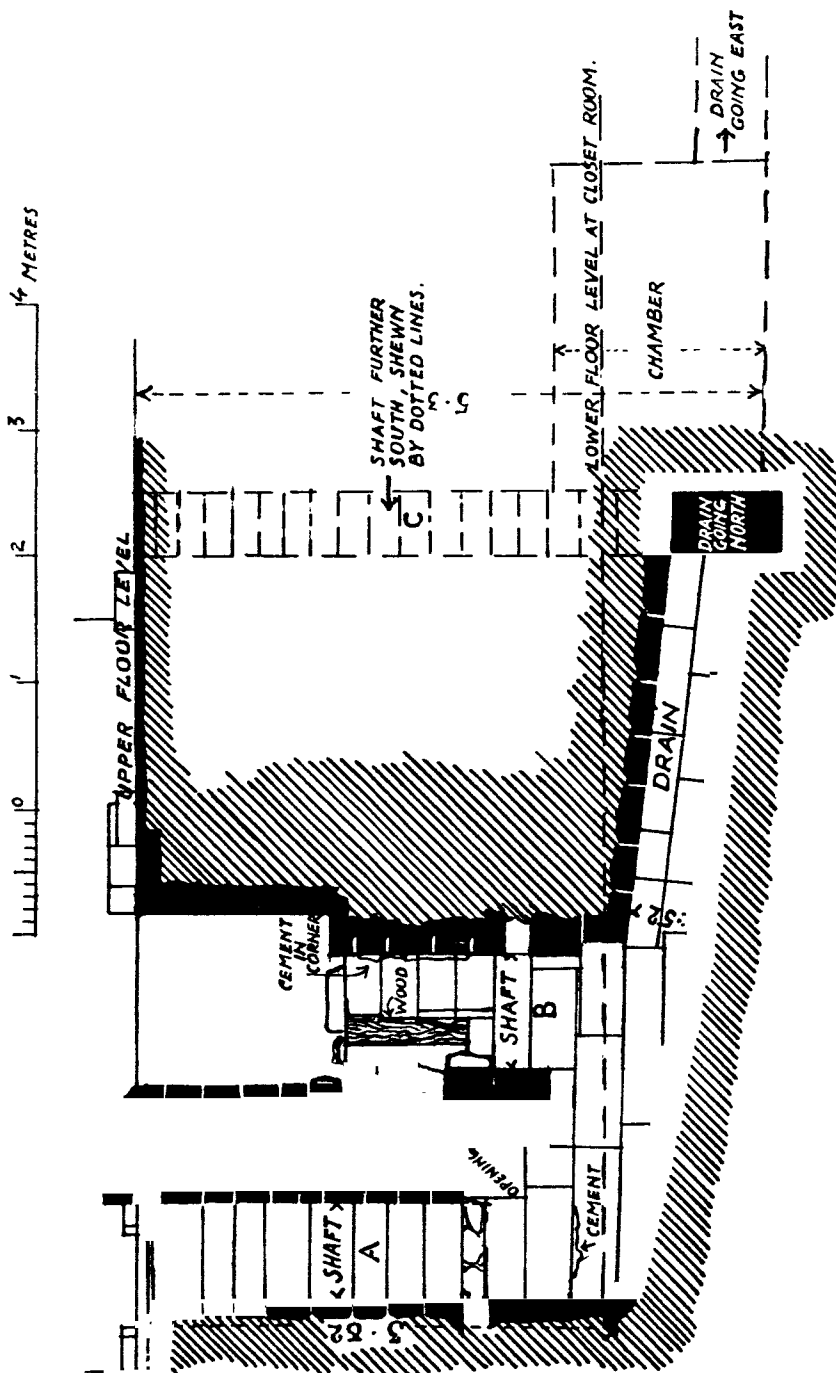 0 1 2 3 4 METRES
UPPER FLOOR LEVEL
SHAFT FURTHER
SOUTH, SHEWN
BY DOTTED LINES.
C
5·3
CEMENT
IN
CORNER
WOOD
SHAFT
A
SHAFT
B
OPENING
CEMENT
LOWER FLOOR LEVEL AT CLOSET ROOM.
CHAMBER
DRAIN
·52
DRAIN
GOING
NORTH
DRAIN
GOING EAST